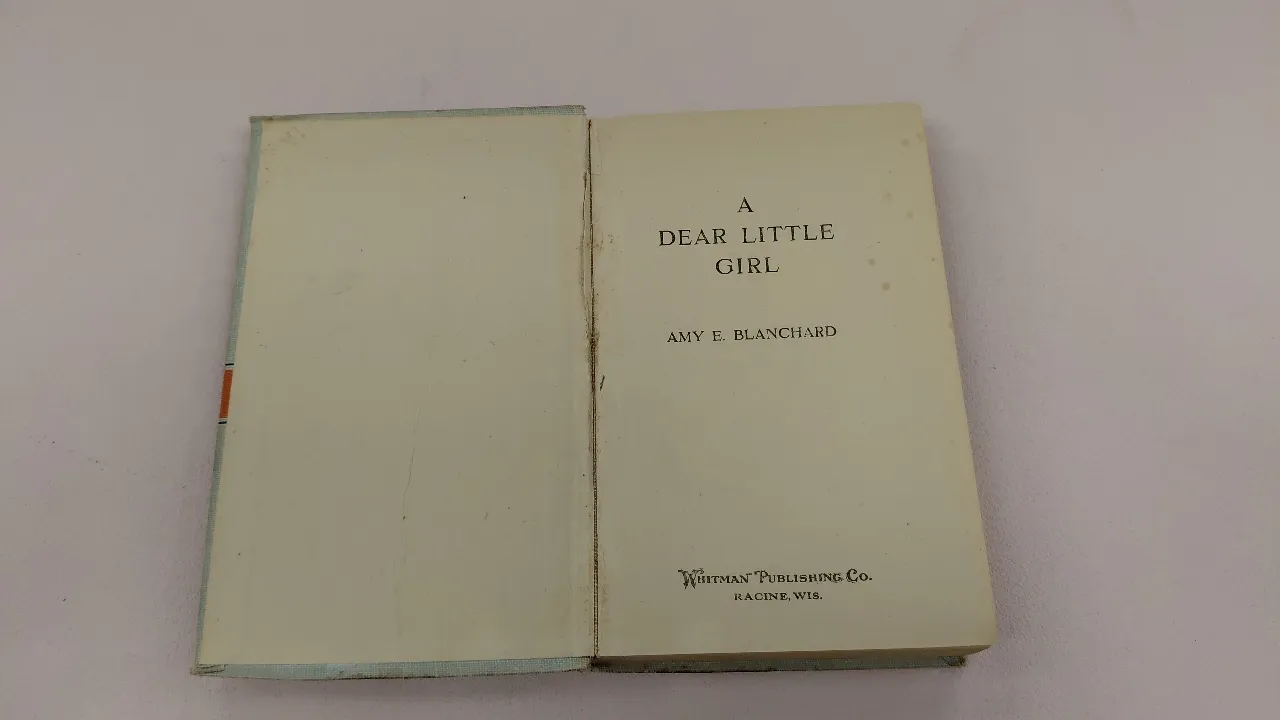 A
DEAR LITTLE
GIRL
AMY E. BLANCHARD
WHITMAN PUBLISHING CO.
RACINE, WIS.